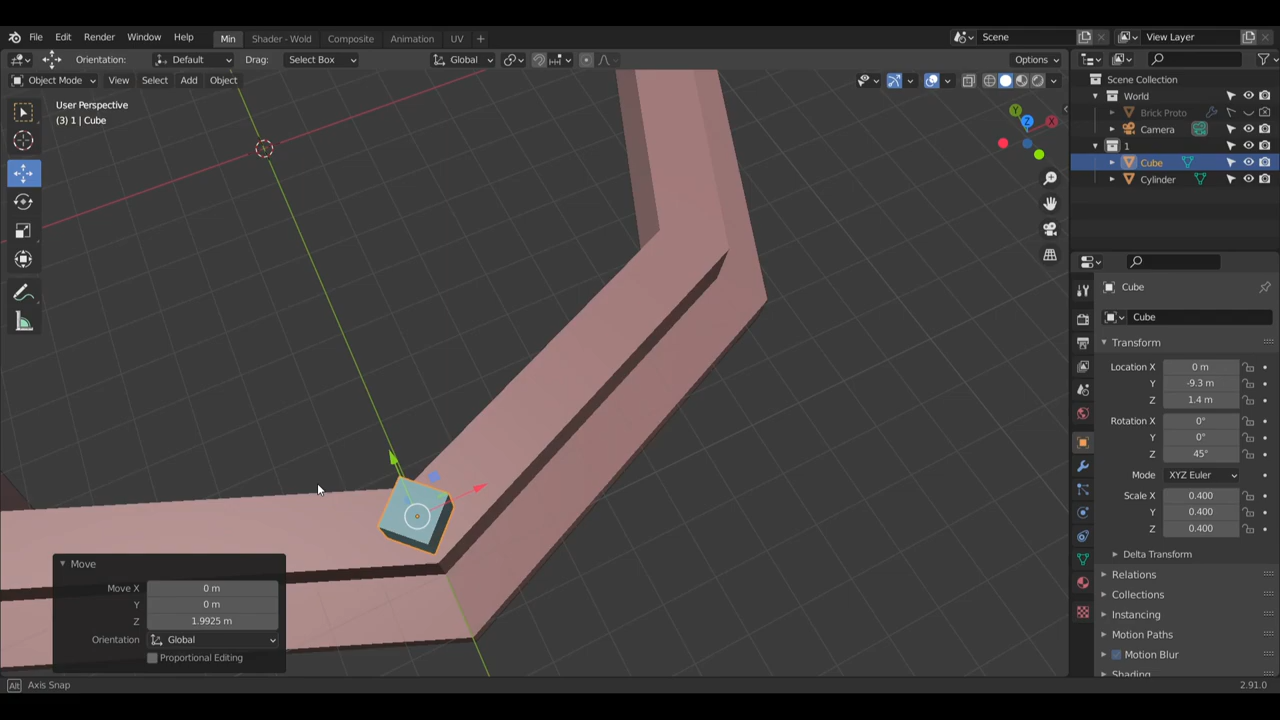 File Edit Render Window Help Min Shader - Wold Composite Animation UV + Scene View Layer
Orientation: Default Drag: Select Box Global Options
Object Mode View Select Add Object
User Perspective
(3) 1 | Cube
Scene Collection
World
Brick Proto
Camera
1
Cube
Cylinder
Y
Z
X
Cube
Cube
Transform
Location X 0 m
Y -9.3 m
Z 1.4 m
Rotation X 0°
Y 0°
Z 45°
Mode XYZ Euler
Scale X 0.400
Y 0.400
Z 0.400
Delta Transform
Relations
Collections
Instancing
Motion Paths
Motion Blur
Shading
Move
Move X 0 m
Y 0 m
Z 1.9925 m
Orientation Global
Proportional Editing
Alt Axis Snap 2.91.0